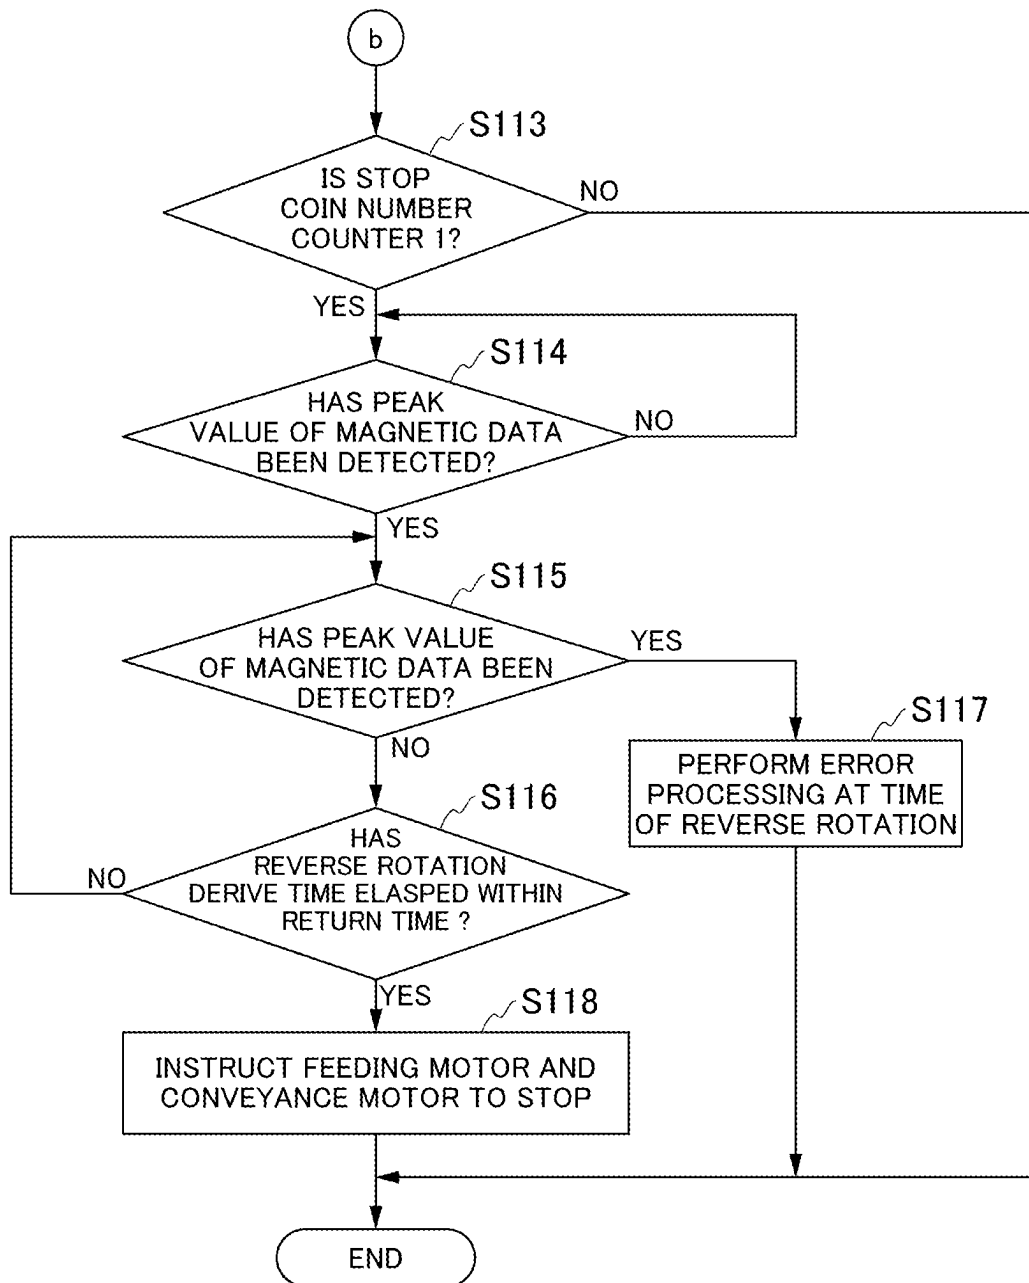 b
S113
IS STOP
COIN NUMBER
COUNTER 1?
NO
YES
S114
HAS PEAK
VALUE OF MAGNETIC DATA
BEEN DETECTED?
NO
YES
S115
HAS PEAK VALUE
OF MAGNETIC DATA BEEN
DETECTED?
YES
NO
S117
PERFORM ERROR
PROCESSING AT TIME
OF REVERSE ROTATION
S116
HAS
REVERSE ROTATION
DERIVE TIME ELASPED WITHIN
RETURN TIME ?
NO
YES
S118
INSTRUCT FEEDING MOTOR AND
CONVEYANCE MOTOR TO STOP
END